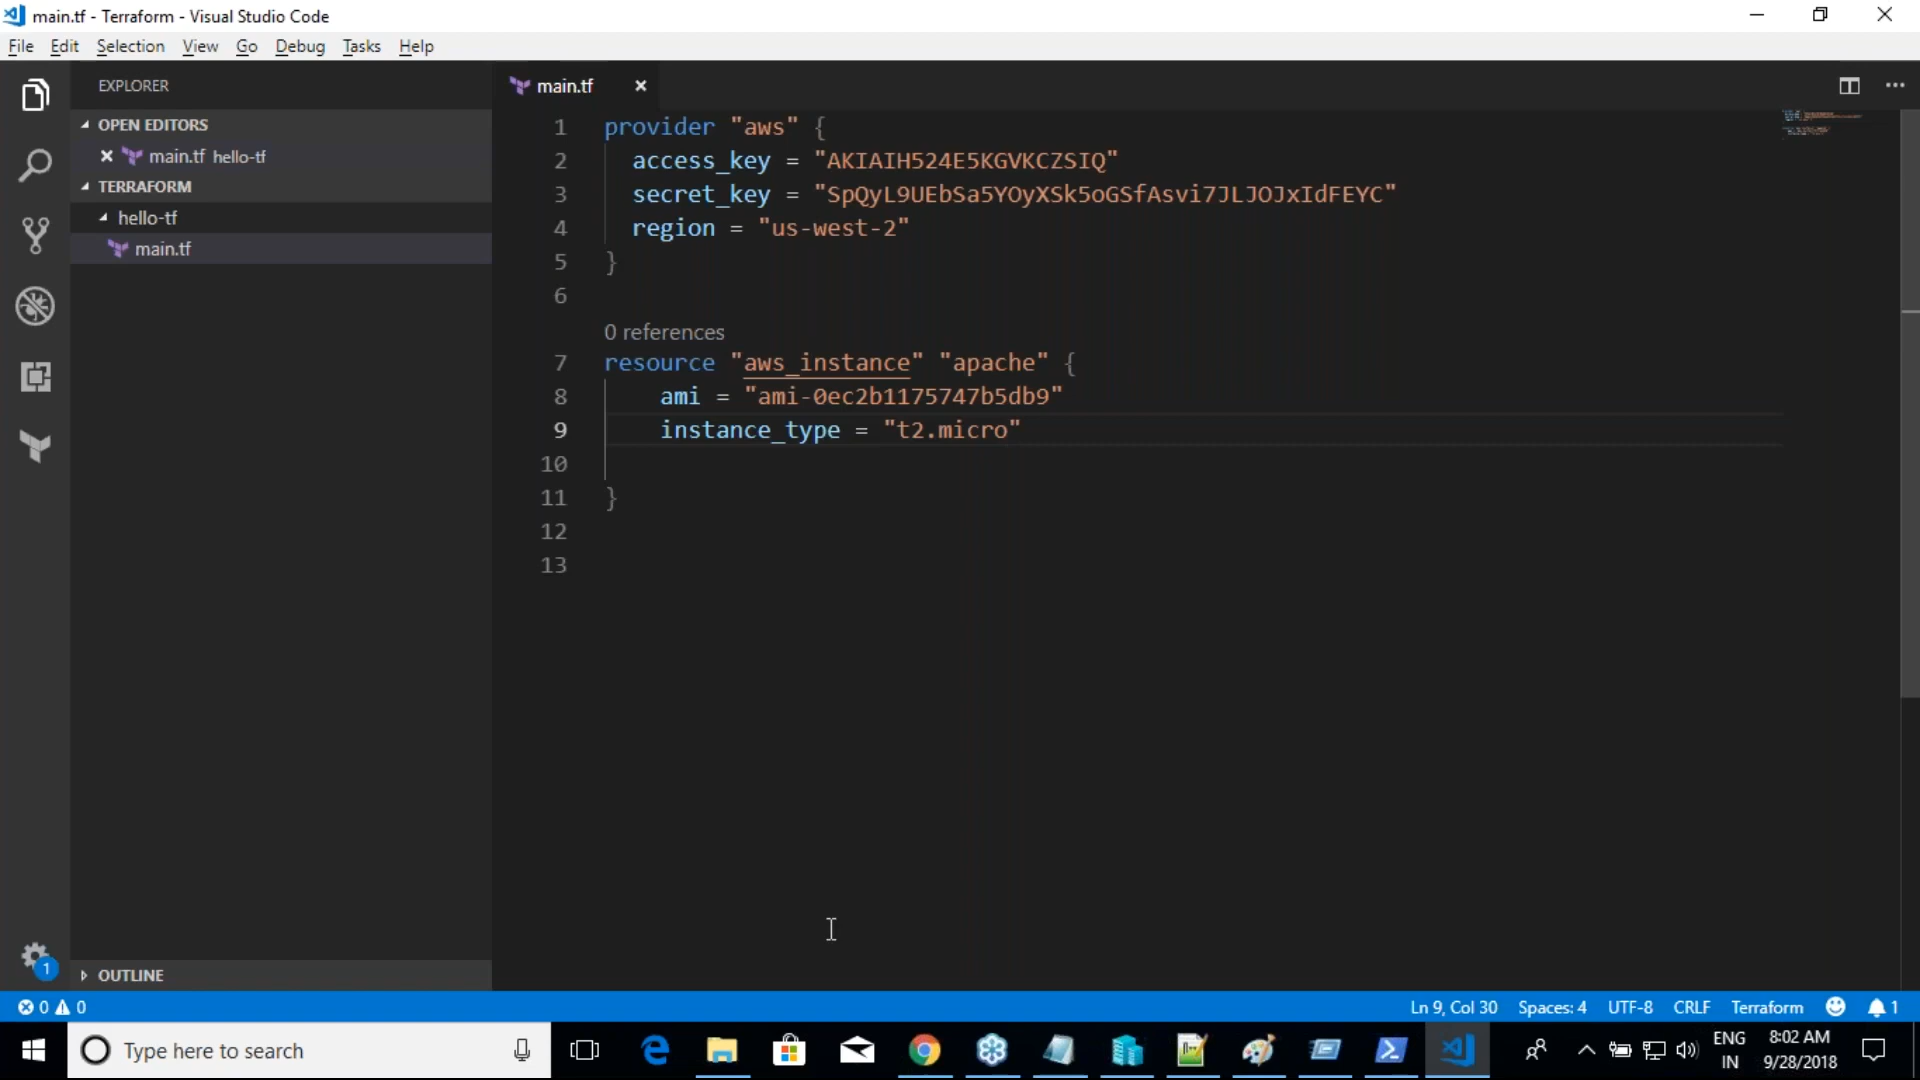 main.tf - Terraform - Visual Studio Code
File Edit Selection View Go Debug Tasks Help
EXPLORER
OPEN EDITORS
main.tf hello-tf
TERRAFORM
hello-tf
main.tf
OUTLINE
main.tf
1 provider "aws" {
2 access_key = "AKIAIH524E5KGVKCZSIQ"
3 secret_key = "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"
4 region = "us-west-2"
5 }
6
0 references
7 resource "aws_instance" "apache" {
8 ami = "ami-0ec2b1175747b5db9"
9 instance_type = "t2.micro"
10
11 }
12
13
1
0 0
Ln 9, Col 30 Spaces: 4 UTF-8 CRLF Terraform 1
Type here to search
ENG
IN
8:02 AM
9/28/2018